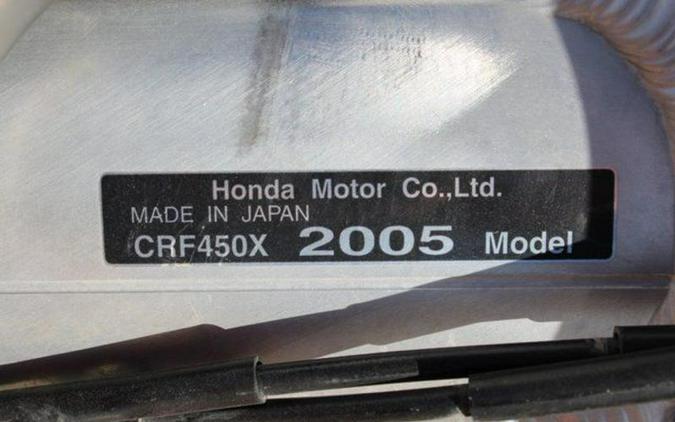 Honda Motor Co.,Ltd.
MADE IN JAPAN
CRF450X 2005 Model